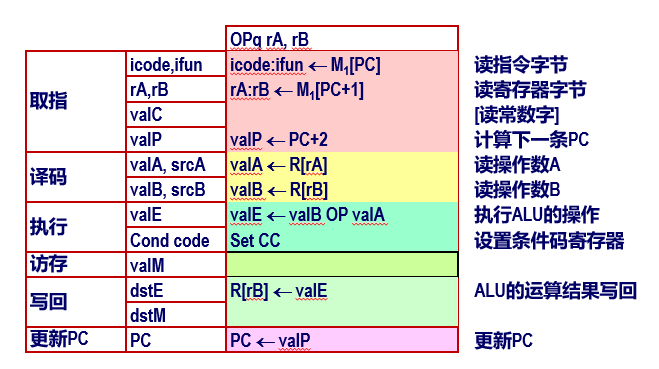 OPq rA, rB
取指 icode,ifun icode:ifun ← M₁[PC] 读指令字节
rA,rB rA:rB ← M₁[PC+1] 读寄存器字节
valC [读常数字]
valP valP ← PC+2 计算下一条PC
译码 valA, srcA valA ← R[rA] 读操作数A
valB, srcB valB ← R[rB] 读操作数B
执行 valE valE ← valB OP valA 执行ALU的操作
Cond code Set CC 设置条件码寄存器
访存 valM
写回 dstE R[rB] ← valE ALU的运算结果写回
dstM
更新PC PC PC ← valP 更新PC